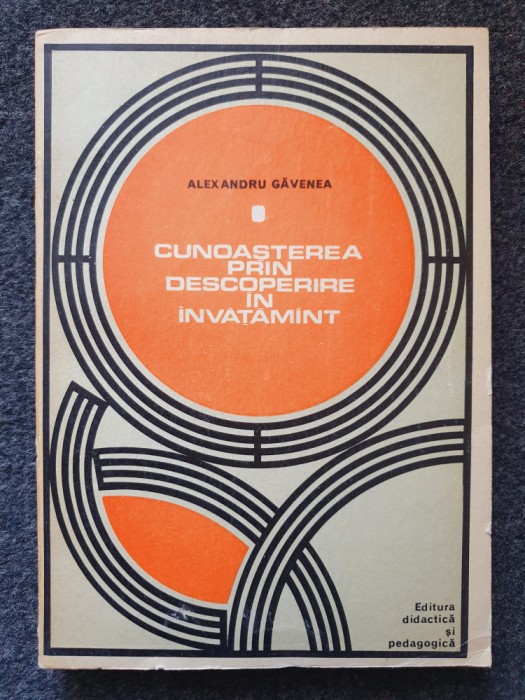 ALEXANDRU GĂVENEA
CUNOAȘTEREA
PRIN
DESCOPERIRE
ÎN
ÎNVĂȚĂMÎNT
Editura
didactică
și
pedagogică